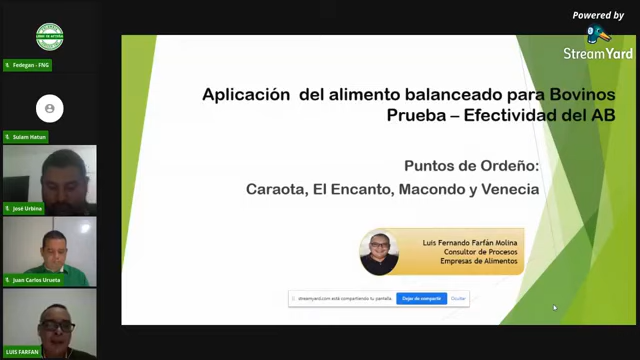 Powered by
StreamYard
Fedegan - FNG
Sulam Hatun
José Urbina
Juan Carlos Urueta
LUIS FARFAN
Aplicación del alimento balanceado para Bovinos
Prueba – Efectividad del AB
Puntos de Ordeño:
Caraota, El Encanto, Macondo y Venecia
Luis Fernando Farfán Molina
Consultor de Procesos
Empresas de Alimentos
streamyard.com está compartiendo tu pantalla.
Dejar de compartir
Ocultar